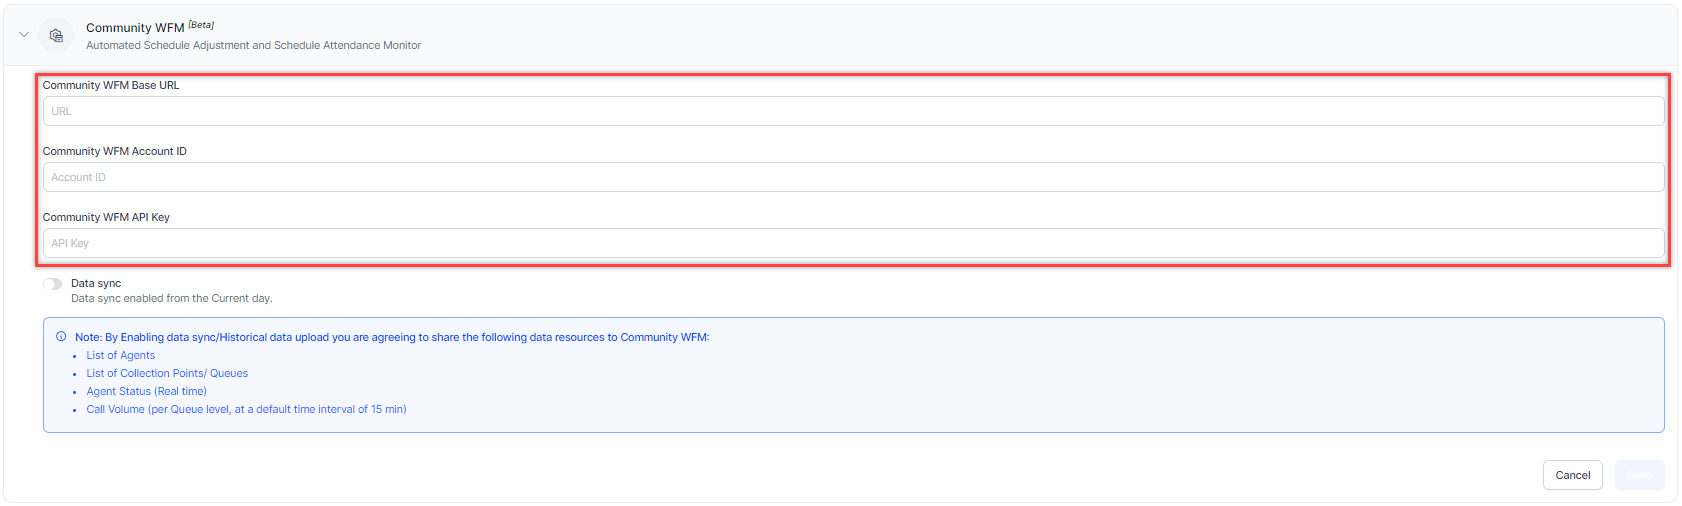 Community WFM [Beta]
Automated Schedule Adjustment and Schedule Attendance Monitor
Community WFM Base URL
URL
Community WFM Account ID
Account ID
Community WFM API Key
API Key
Data sync
Data sync enabled from the Current day.
Note: By Enabling data sync/Historical data upload you are agreeing to share the following data resources to Community WFM:
• List of Agents
• List of Collection Points/ Queues
• Agent Status (Real time)
• Call Volume (per Queue level, at a default time interval of 15 min)
Cancel Save